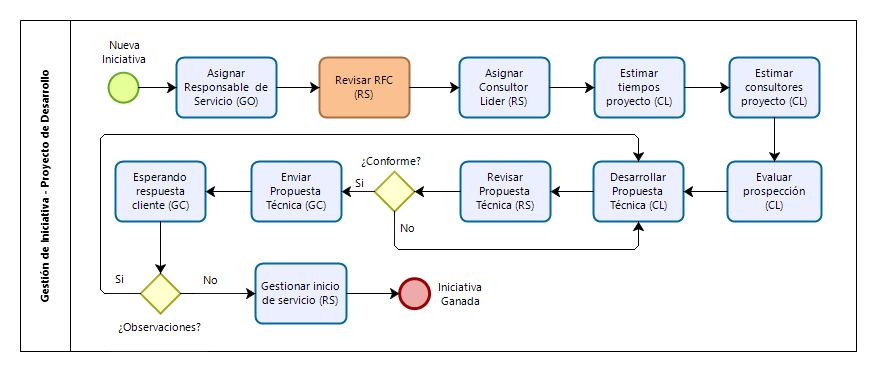 Gestión de Iniciativa - Proyecto de Desarrollo
Nueva
Iniciativa
Asignar
Responsable de
Servicio (GO)
Revisar RFC
(RS)
Asignar
Consultor
Lider (RS)
Estimar
tiempos
proyecto (CL)
Estimar
consultores
proyecto (CL)
Evaluar
prospección
(CL)
Desarrollar
Propuesta
Técnica (CL)
Revisar
Propuesta
Técnica (RS)
¿Conforme?
Si
No
Enviar
Propuesta
Técnica (GC)
Esperando
respuesta
cliente (GC)
Si
No
¿Observaciones?
Gestionar inicio
de servicio (RS)
Iniciativa
Ganada